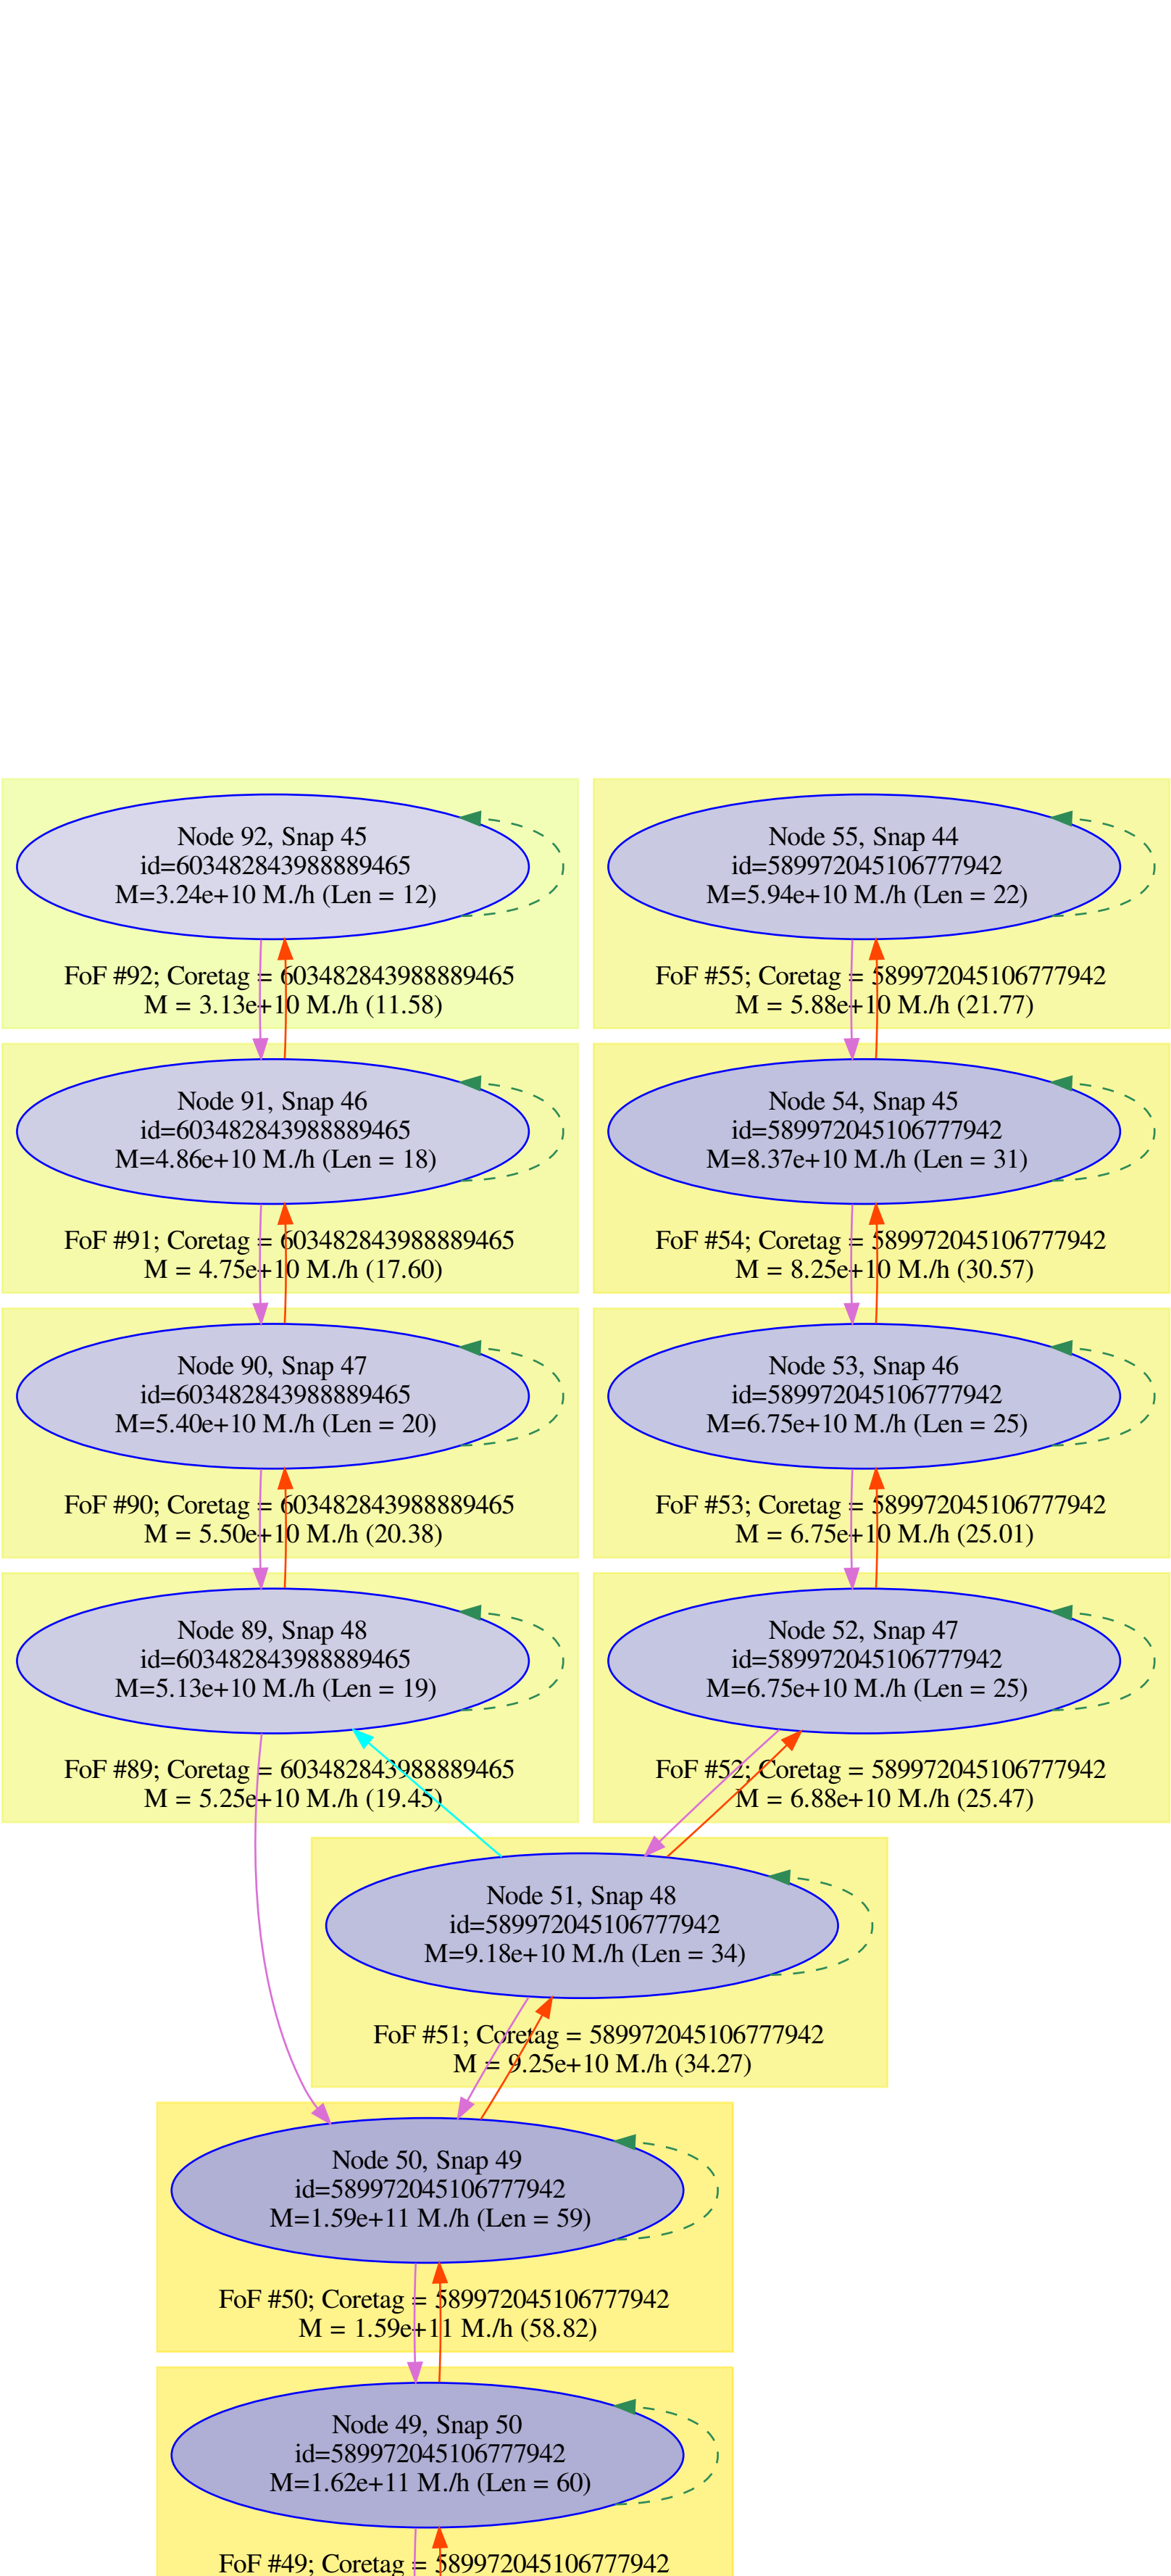 Node 92, Snap 45
id=603482843988889465
M=3.24e+10 M./h (Len = 12)
FoF #92; Coretag = 603482843988889465
M = 3.13e+10 M./h (11.58)
Node 55, Snap 44
id=589972045106777942
M=5.94e+10 M./h (Len = 22)
FoF #55; Coretag = 589972045106777942
M = 5.88e+10 M./h (21.77)
Node 91, Snap 46
id=603482843988889465
M=4.86e+10 M./h (Len = 18)
FoF #91; Coretag = 603482843988889465
M = 4.75e+10 M./h (17.60)
Node 54, Snap 45
id=589972045106777942
M=8.37e+10 M./h (Len = 31)
FoF #54; Coretag = 589972045106777942
M = 8.25e+10 M./h (30.57)
Node 90, Snap 47
id=603482843988889465
M=5.40e+10 M./h (Len = 20)
FoF #90; Coretag = 603482843988889465
M = 5.50e+10 M./h (20.38)
Node 53, Snap 46
id=589972045106777942
M=6.75e+10 M./h (Len = 25)
FoF #53; Coretag = 589972045106777942
M = 6.75e+10 M./h (25.01)
Node 89, Snap 48
id=603482843988889465
M=5.13e+10 M./h (Len = 19)
FoF #89; Coretag = 603482843988889465
M = 5.25e+10 M./h (19.45)
Node 52, Snap 47
id=589972045106777942
M=6.75e+10 M./h (Len = 25)
FoF #52; Coretag = 589972045106777942
M = 6.88e+10 M./h (25.47)
Node 51, Snap 48
id=589972045106777942
M=9.18e+10 M./h (Len = 34)
FoF #51; Coretag = 589972045106777942
M = 9.25e+10 M./h (34.27)
Node 50, Snap 49
id=589972045106777942
M=1.59e+11 M./h (Len = 59)
FoF #50; Coretag = 589972045106777942
M = 1.59e+11 M./h (58.82)
Node 49, Snap 50
id=589972045106777942
M=1.62e+11 M./h (Len = 60)
FoF #49; Coretag = 589972045106777942